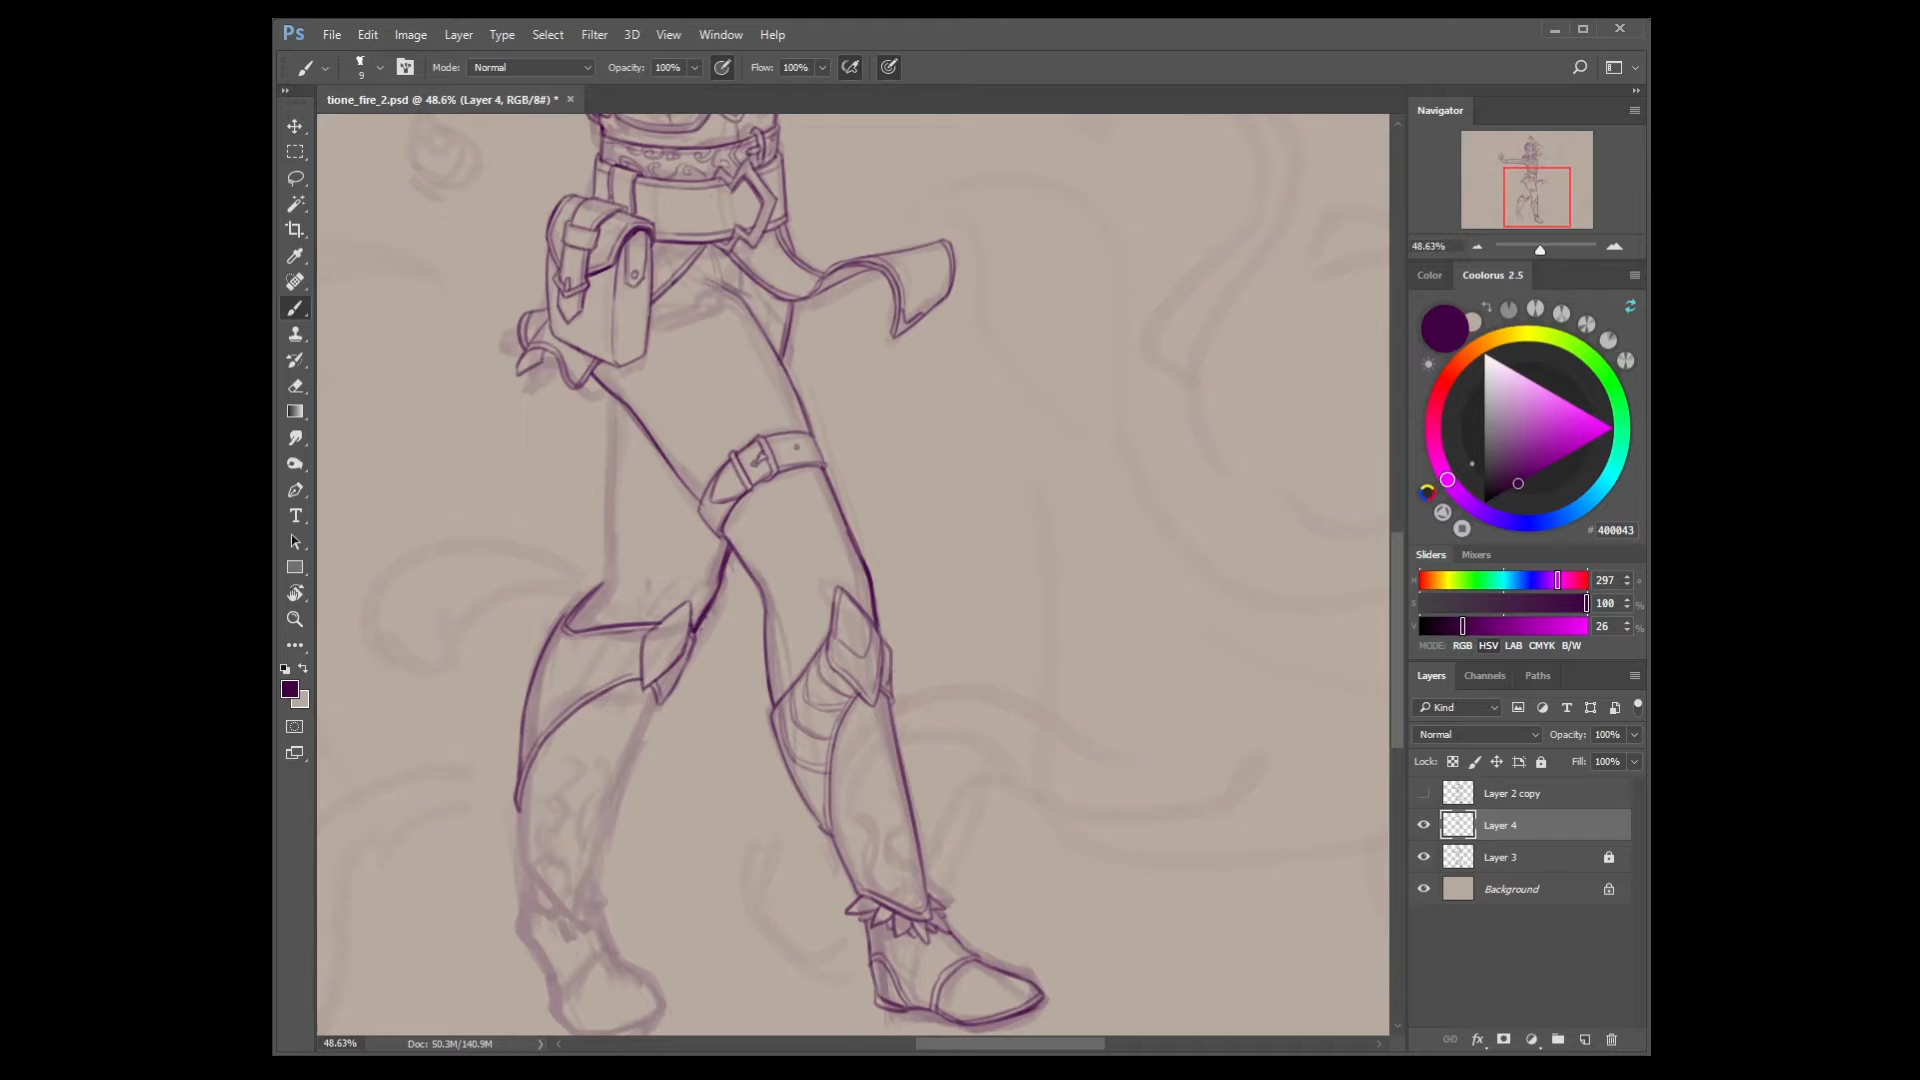 Ps File Edit Image Layer Type Select Filter 3D View Window Help
9 Mode: Normal Opacity: 100% Flow: 100%
tione_fire_2.psd @ 48.6% (Layer 4, RGB/8#) * ×
Navigator
48.63%
Color Coolorus 2.5
# 400043
Sliders Mixers
H 297 °
S 100 %
V 26 %
MODE: RGB HSV LAB CMYK B/W
Layers Channels Paths
Kind
Normal Opacity: 100%
Lock: Fill: 100%
Layer 2 copy
Layer 4
Layer 3
Background
fx
T
48.63% Doc: 50.3M/140.9M